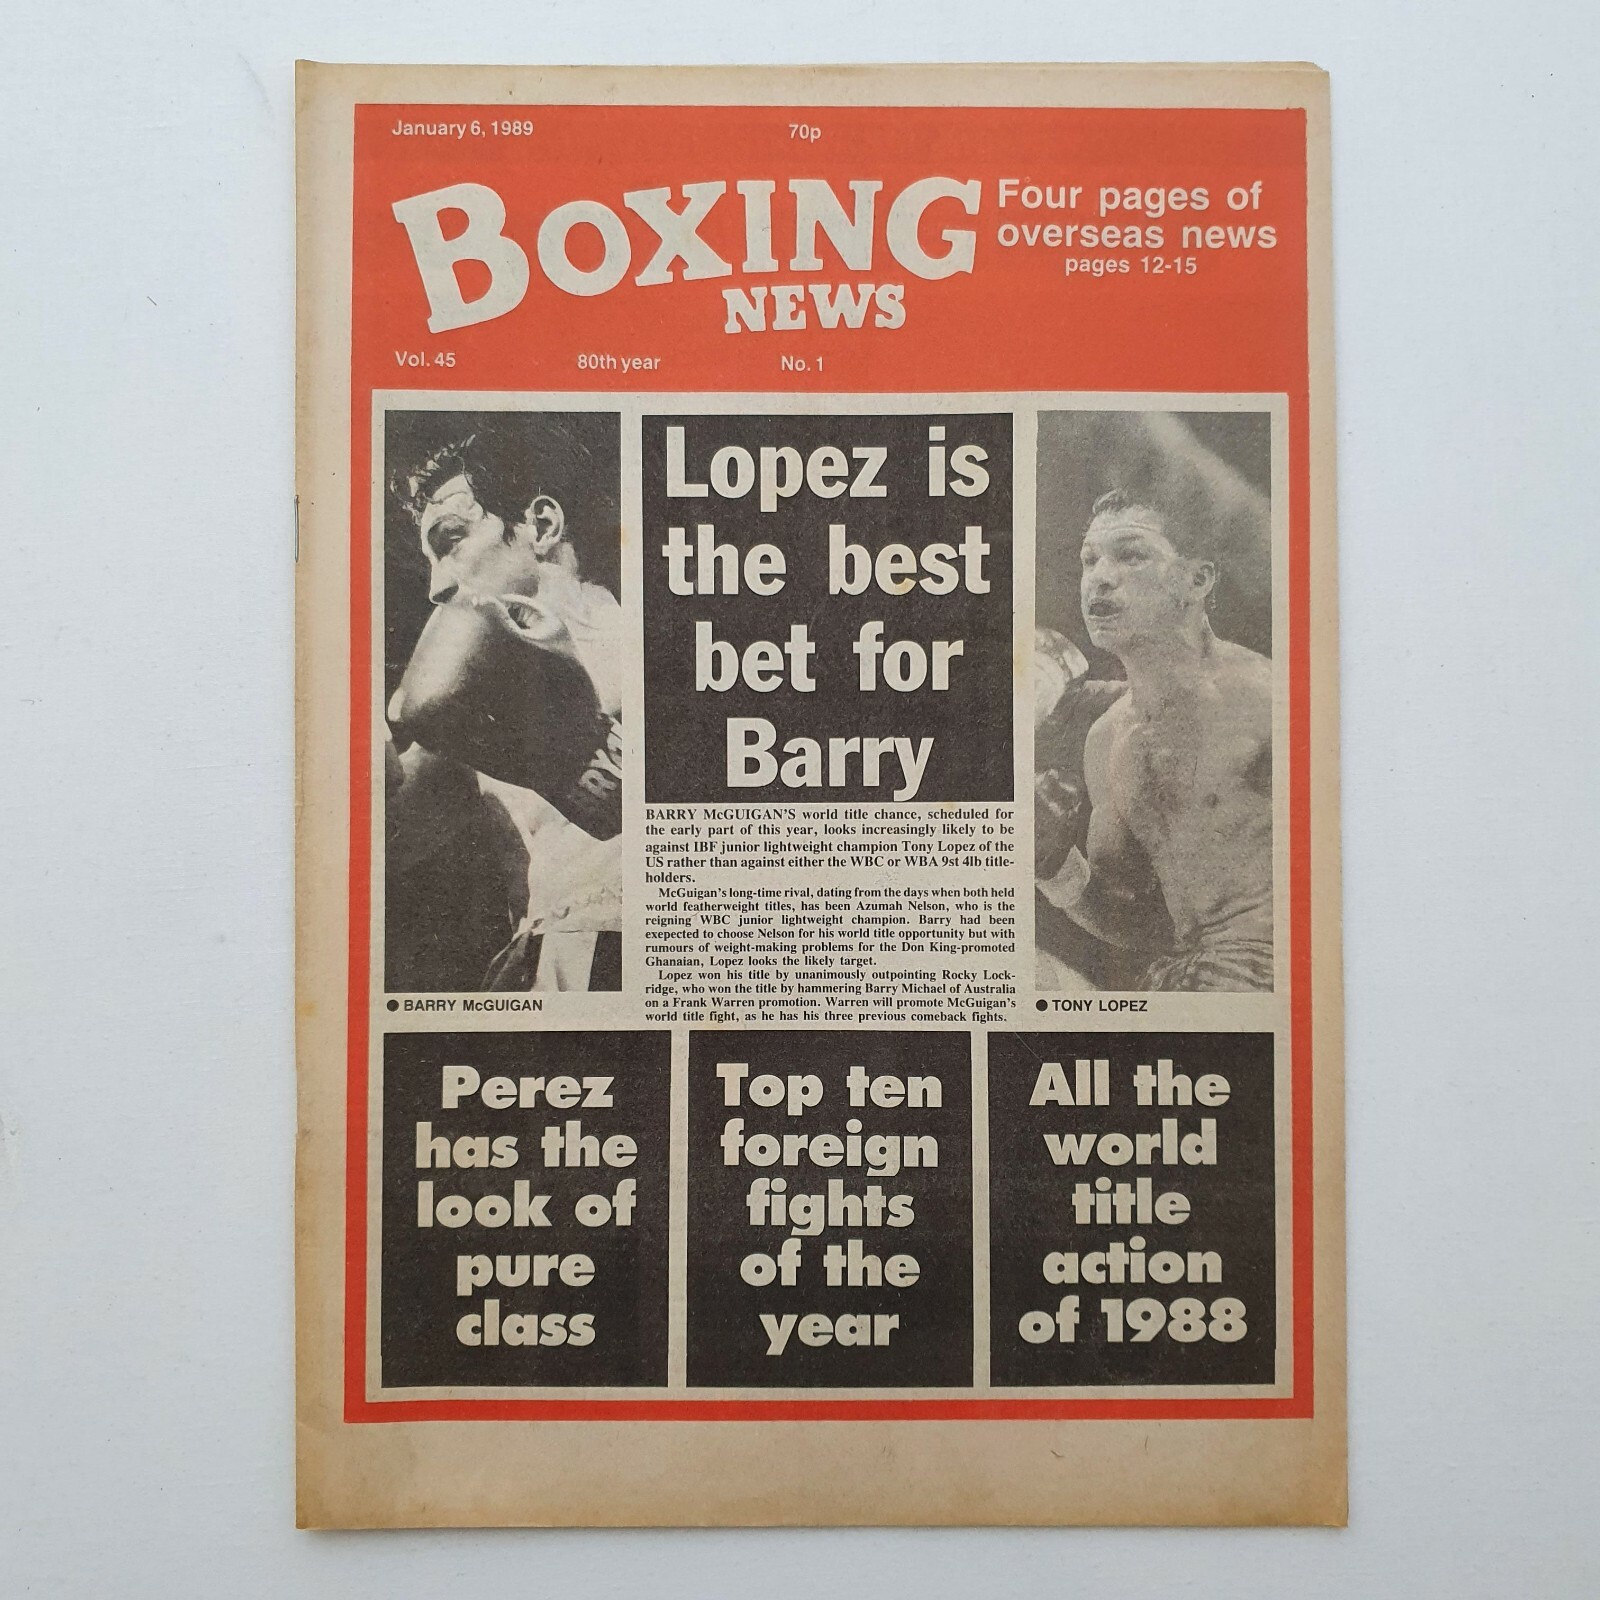 January 6, 1989
70p
BOXING
NEWS
Four pages of
overseas news
pages 12-15
Vol. 45
80th year
No. 1
Lopez is
the best
bet for
Barry
BARRY McGUIGAN'S world title chance, scheduled for
the early part of this year, looks increasingly likely to be
against IBF junior lightweight champion Tony Lopez of the
US rather than against either the WBC or WBA 9st 4lb title-
holders.
McGuigan's long-time rival, dating from the days when both held
world featherweight titles, has been Azumah Nelson, who is the
reigning WBC junior lightweight champion. Barry had been
exepected to choose Nelson for his world title opportunity but with
rumours of weight-making problems for the Don King-promoted
Ghanaian, Lopez looks the likely target.
Lopez won his title by unanimously outpointing Rocky Lock-
ridge, who won the title by hammering Barry Michael of Australia
on a Frank Warren promotion. Warren will promote McGuigan's
world title fight, as he has his three previous comeback fights.
● BARRY McGUIGAN
● TONY LOPEZ
Perez
has the
look of
pure
class
Top ten
foreign
fights
of the
year
All the
world
title
action
of 1988